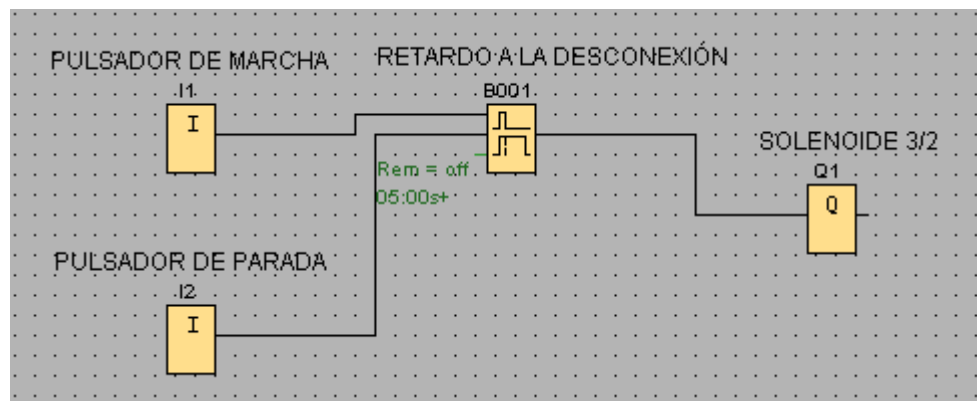 PULSADOR DE MARCHA
RETARDO A LA DESCONEXIÓN
I1
I
B001
Rem = off
05:00s+
SOLENOIDE 3/2
Q1
Q
PULSADOR DE PARADA
I2
I